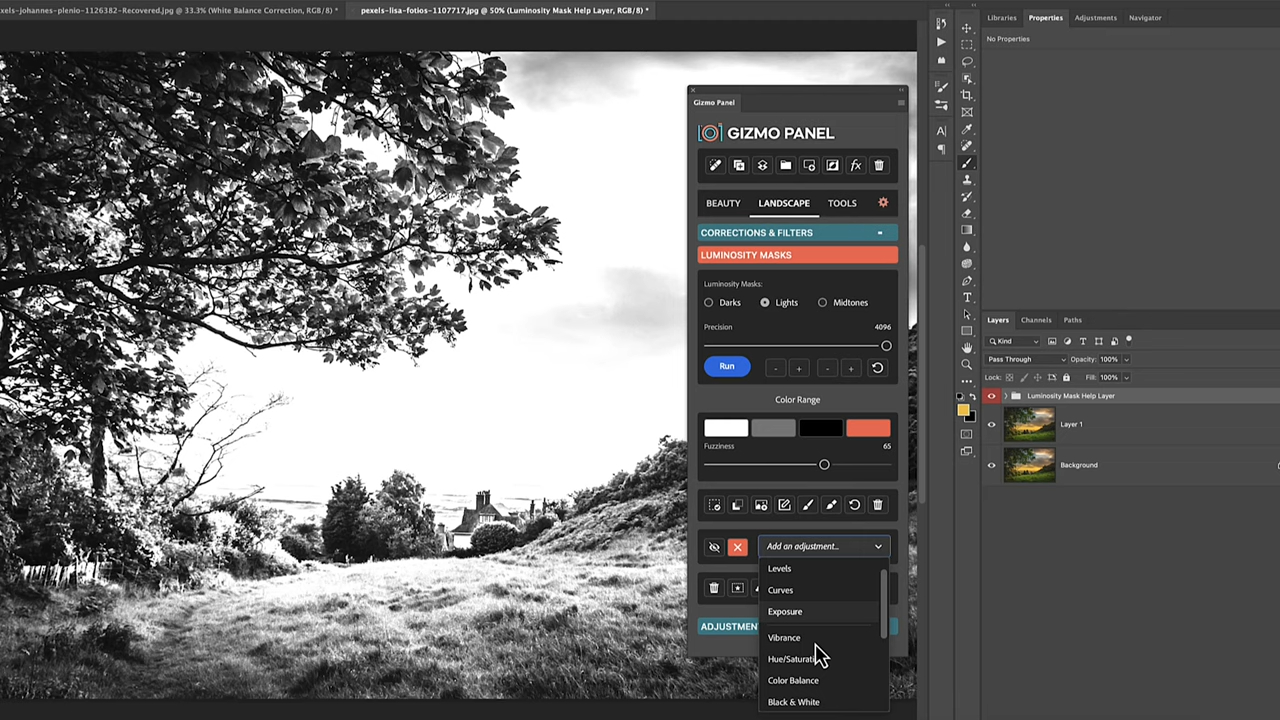 xels-johannes-plenio-1126382-Recovered.jpg @ 33.3% (White Balance Correction, RGB/8) *
pexels-lisa-fotios-1107717.jpg @ 50% (Luminosity Mask Help Layer, RGB/8) *
Libraries Properties Adjustments Navigator
No Properties
Gizmo Panel
GIZMO PANEL
BEAUTY LANDSCAPE TOOLS
CORRECTIONS & FILTERS
LUMINOSITY MASKS
Luminosity Masks:
Darks Lights Midtones
Precision 4096
Run - + - +
Color Range
Fuzziness 65
Add an adjustment...
Levels
Curves
Exposure
ADJUSTMEN
Vibrance
Hue/Saturati
Color Balance
Black & White
Layers Channels Paths
Kind
Pass Through Opacity: 100%
Lock: Fill: 100%
Luminosity Mask Help Layer
Layer 1
Background